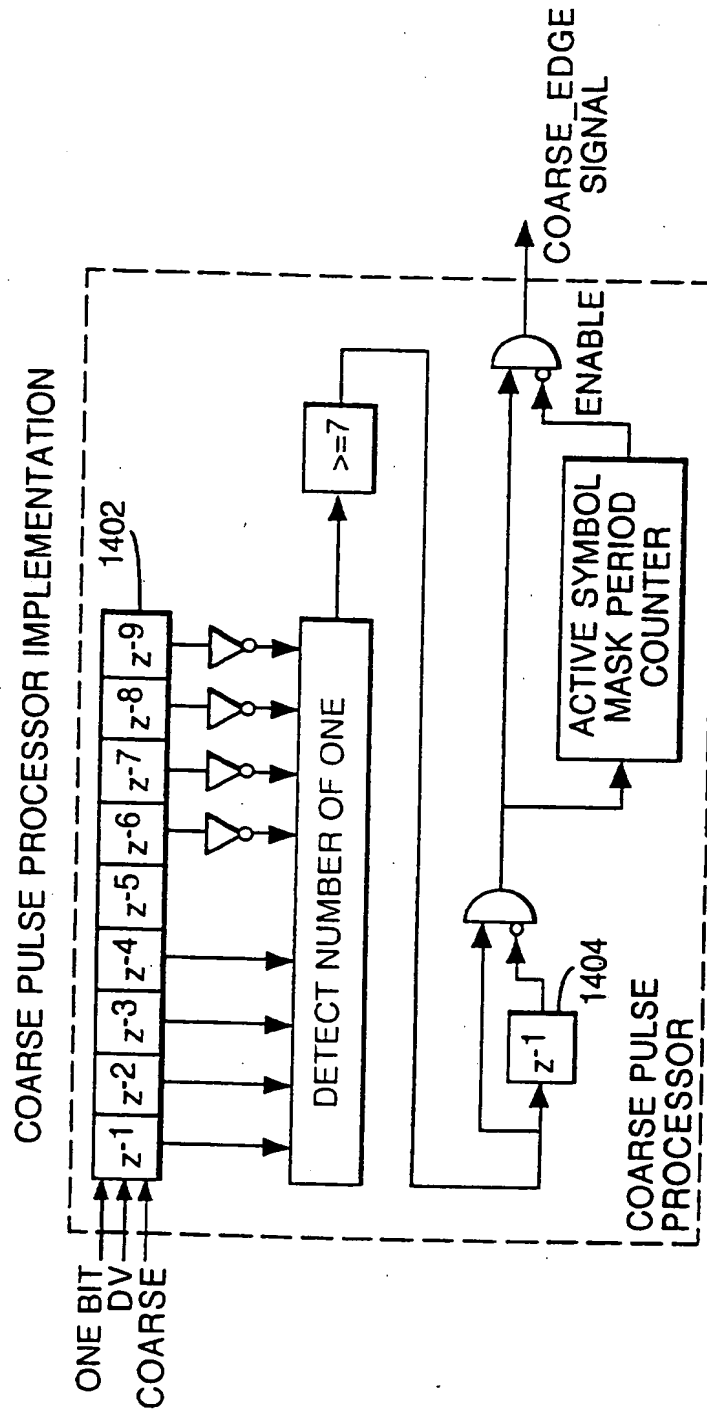 COARSE PULSE PROCESSOR IMPLEMENTATION
1402
ONE BIT
DV
COARSE
z-1 z-2 z-3 z-4 z-5 z-6 z-7 z-8 z-9
DETECT NUMBER OF ONE
>=7
z-1
1404
ACTIVE SYMBOL
MASK PERIOD
COUNTER
ENABLE
COARSE_EDGE
SIGNAL
COARSE PULSE
PROCESSOR